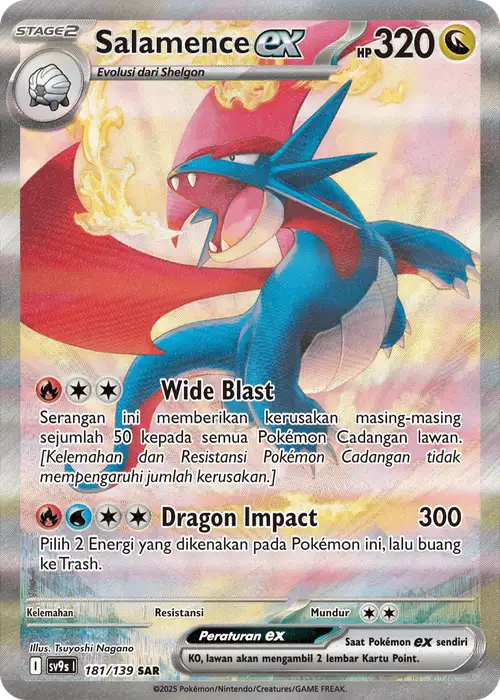 STAGE2
Salamence ex HP 320
Evolusi dari Shelgon
Wide Blast
Serangan ini memberikan kerusakan masing-masing
sejumlah 50 kepada semua Pokémon Cadangan lawan.
[Kelemahan dan Resistansi Pokémon Cadangan tidak
mempengaruhi jumlah kerusakan.]
Dragon Impact 300
Pilih 2 Energi yang dikenakan pada Pokémon ini, lalu buang
ke Trash.
Kelemahan Resistansi Mundur
Illus. Tsuyoshi Nagano
Peraturan ex Saat Pokémon ex sendiri
KO, lawan akan mengambil 2 lembar Kartu Point.
I sv9s I 181/139 SAR
©2025 Pokémon/Nintendo/Creatures/GAME FREAK.